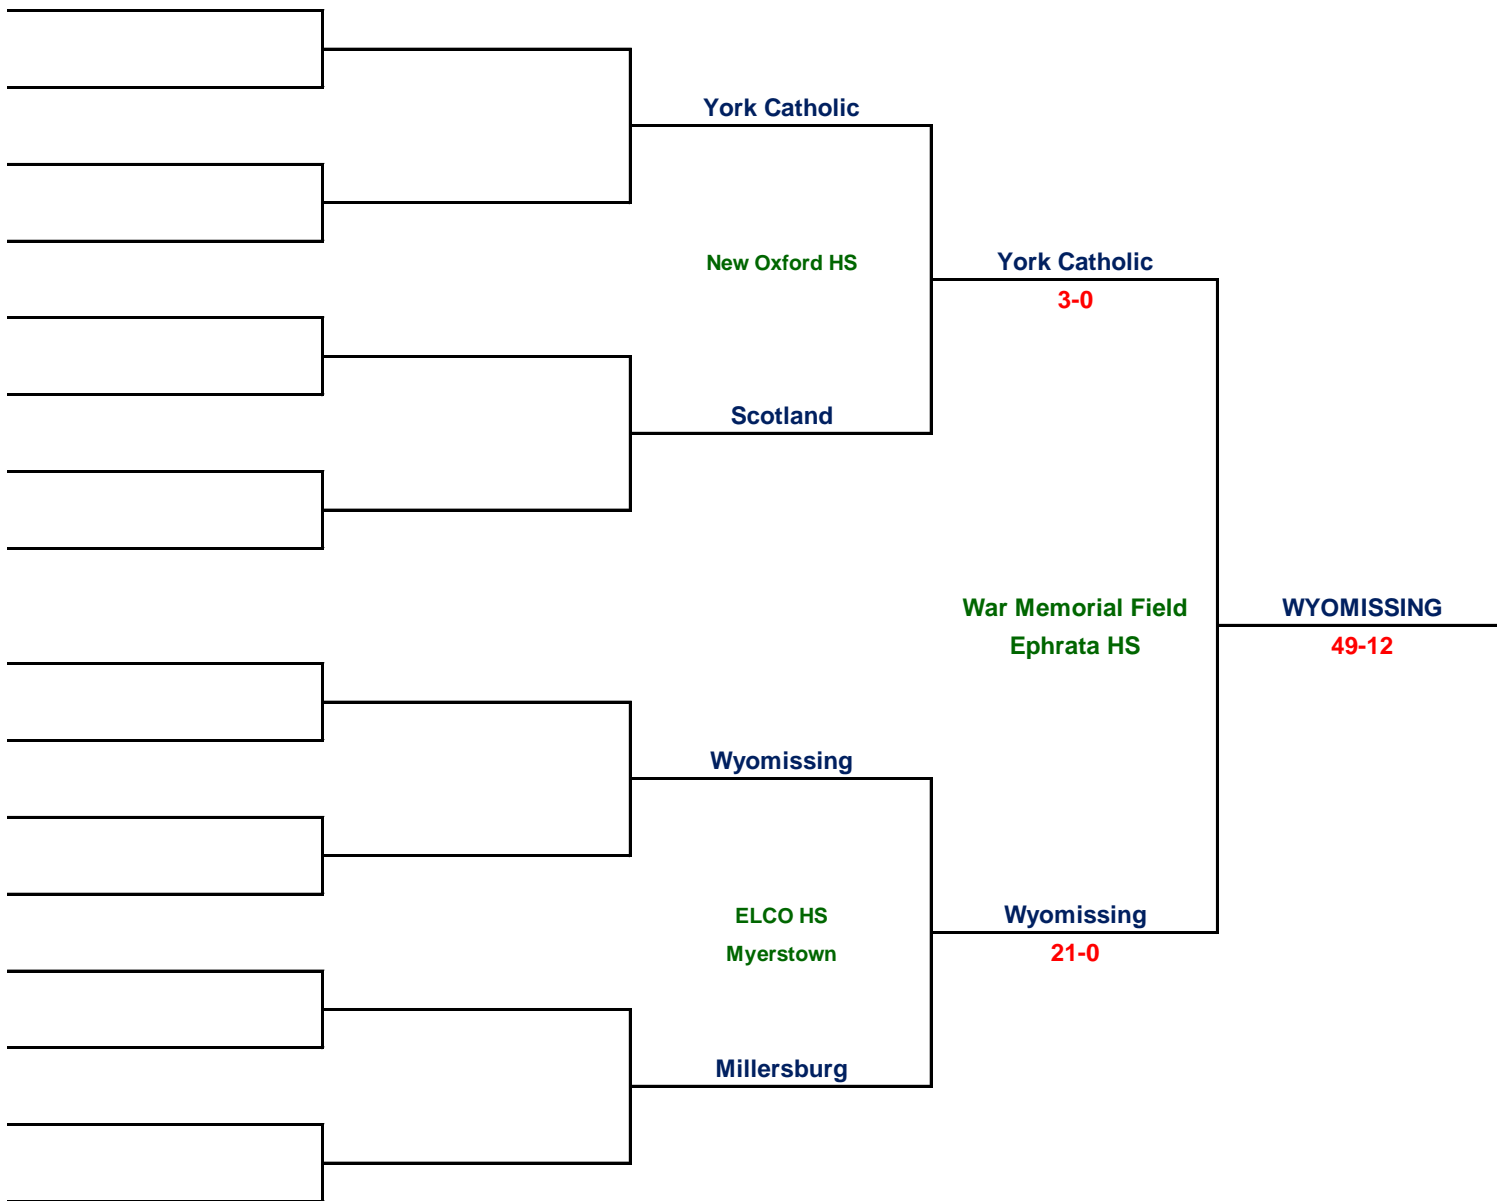 York Catholic
New Oxford HS
York Catholic
3-0
Scotland
War Memorial Field
Ephrata HS
WYOMISSING
49-12
Wyomissing
ELCO HS
Myerstown
Wyomissing
21-0
Millersburg